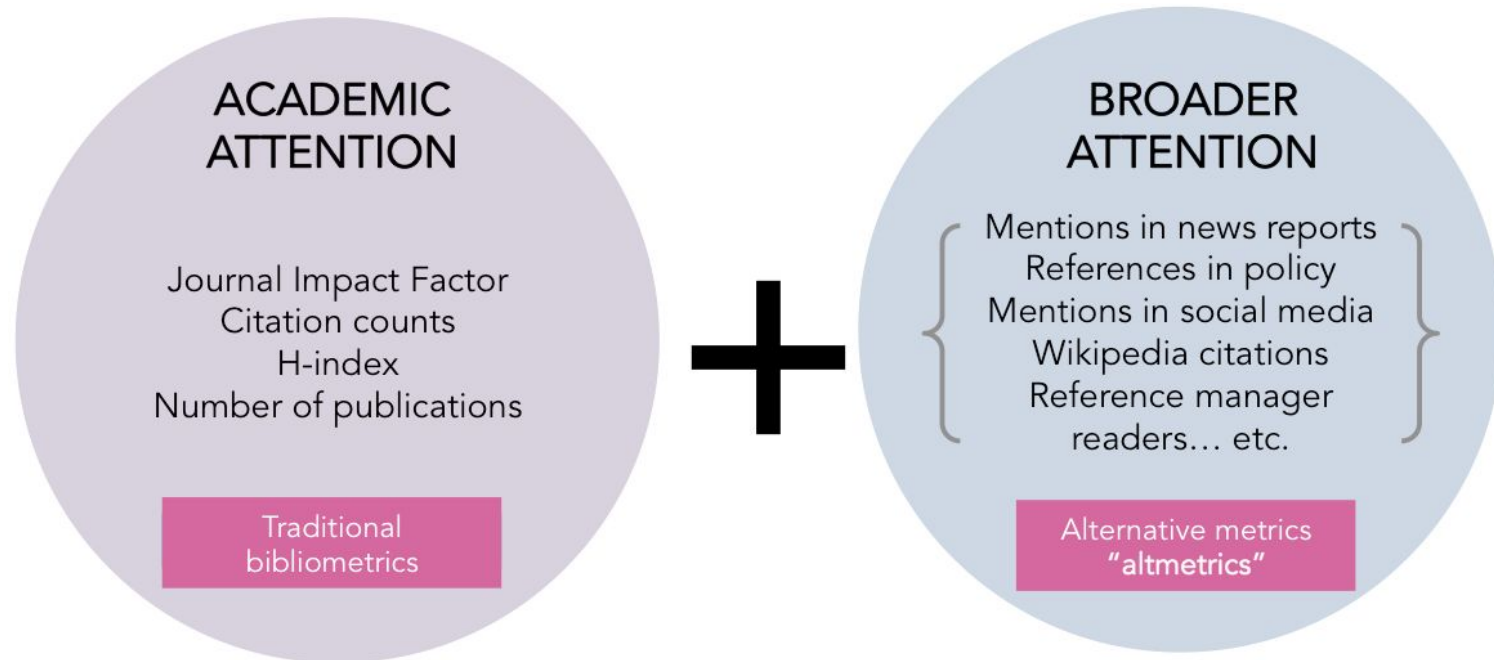 ACADEMIC
ATTENTION
Journal Impact Factor
Citation counts
H-index
Number of publications
Traditional
bibliometrics
BROADER
ATTENTION
Mentions in news reports
References in policy
Mentions in social media
Wikipedia citations
Reference manager
readers… etc.
Alternative metrics
“altmetrics”